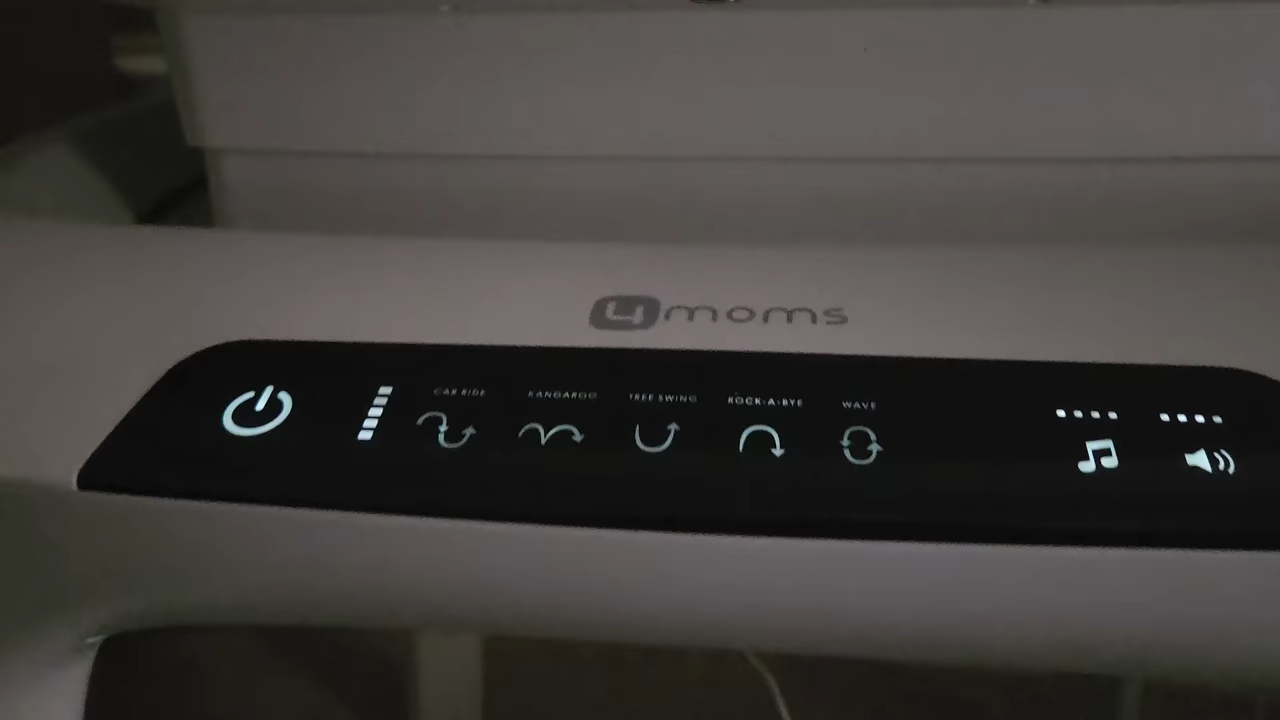 4moms
CAR RIDE
KANGAROO
TREE SWING
ROCK-A-BYE
WAVE